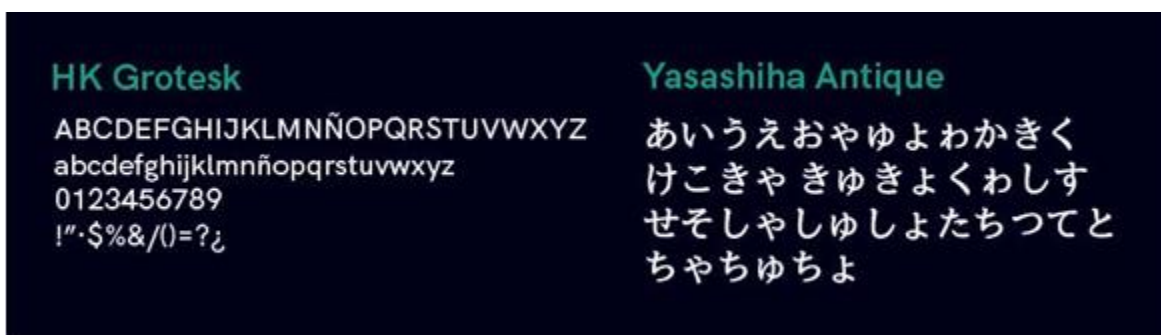 HK Grotesk
ABCDEFGHIJKLMNÑOPQRSTUVWXYZ
abcdefghijklmnñopqrstuvwxyz
0123456789
!"·$%&/()=?¿
Yasashiha Antique
あいうえおやゆよゎかきく
けこきゃ きゅきょくゎしす
せそしゃしゅしょたちつてと
ちゃちゅちょ